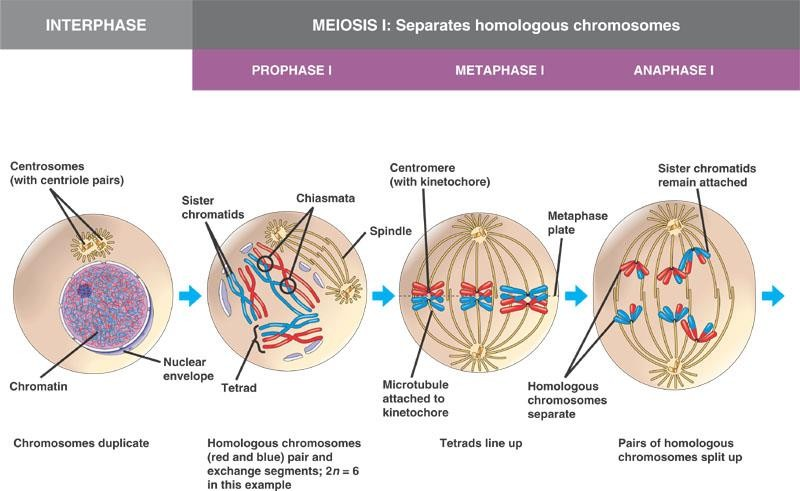 INTERPHASE
MEIOSIS I: Separates homologous chromosomes
PROPHASE I
METAPHASE I
ANAPHASE I
Centrosomes
(with centriole pairs)
Sister
chromatids
Chiasmata
Spindle
Centromere
(with kinetochore)
Metaphase
plate
Sister chromatids
remain attached
Chromatin
Nuclear
envelope
Tetrad
Microtubule
attached to
kinetochore
Homologous
chromosomes
separate
Chromosomes duplicate
Homologous chromosomes
(red and blue) pair and
exchange segments; 2n = 6
in this example
Tetrads line up
Pairs of homologous
chromosomes split up